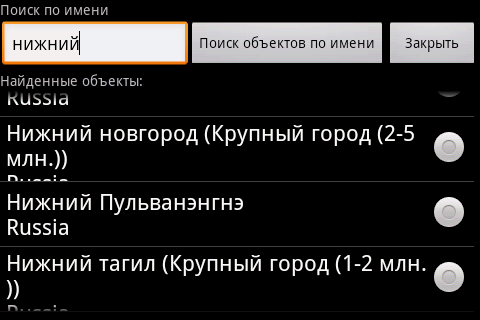 Поиск по имени
нижний
Поиск объектов по имени
Закрыть
Найденные объекты:
Russia
Нижний новгород (Крупный город (2-5
млн.))
Russia
Нижний Пульванэнгнэ
Russia
Нижний тагил (Крупный город (1-2 млн.
))
Russia